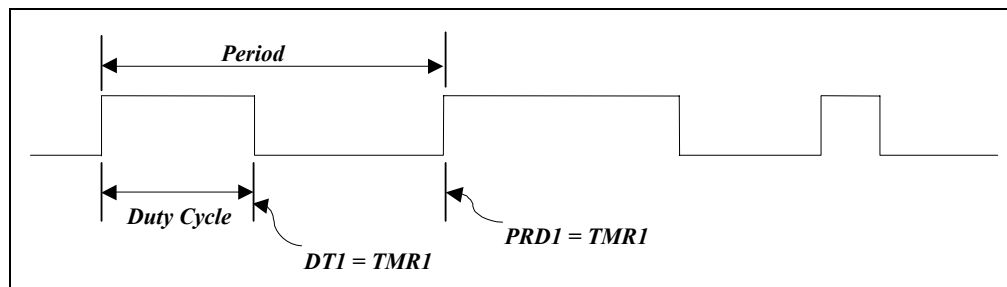 Period
Duty Cycle
PRD1 = TMR1
DT1 = TMR1